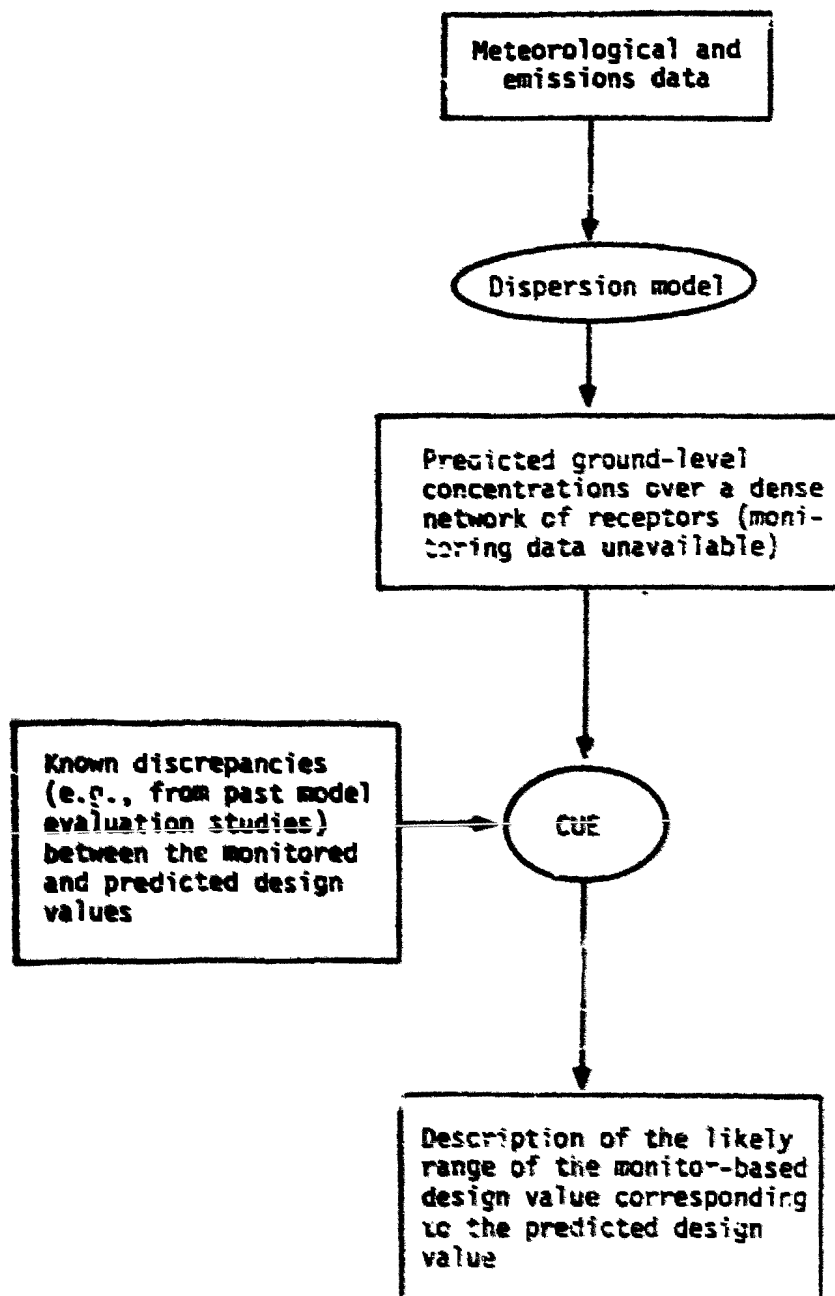 Meteorological and
emissions data
Dispersion model
Predicted ground-level
concentrations over a dense
network of receptors (moni-
toring data unavailable)
Known discrepancies
(e.g., from past model
evaluation studies)
between the monitored
and predicted design
values
CUE
Description of the likely
range of the monitor-based
design value corresponding
to the predicted design
value